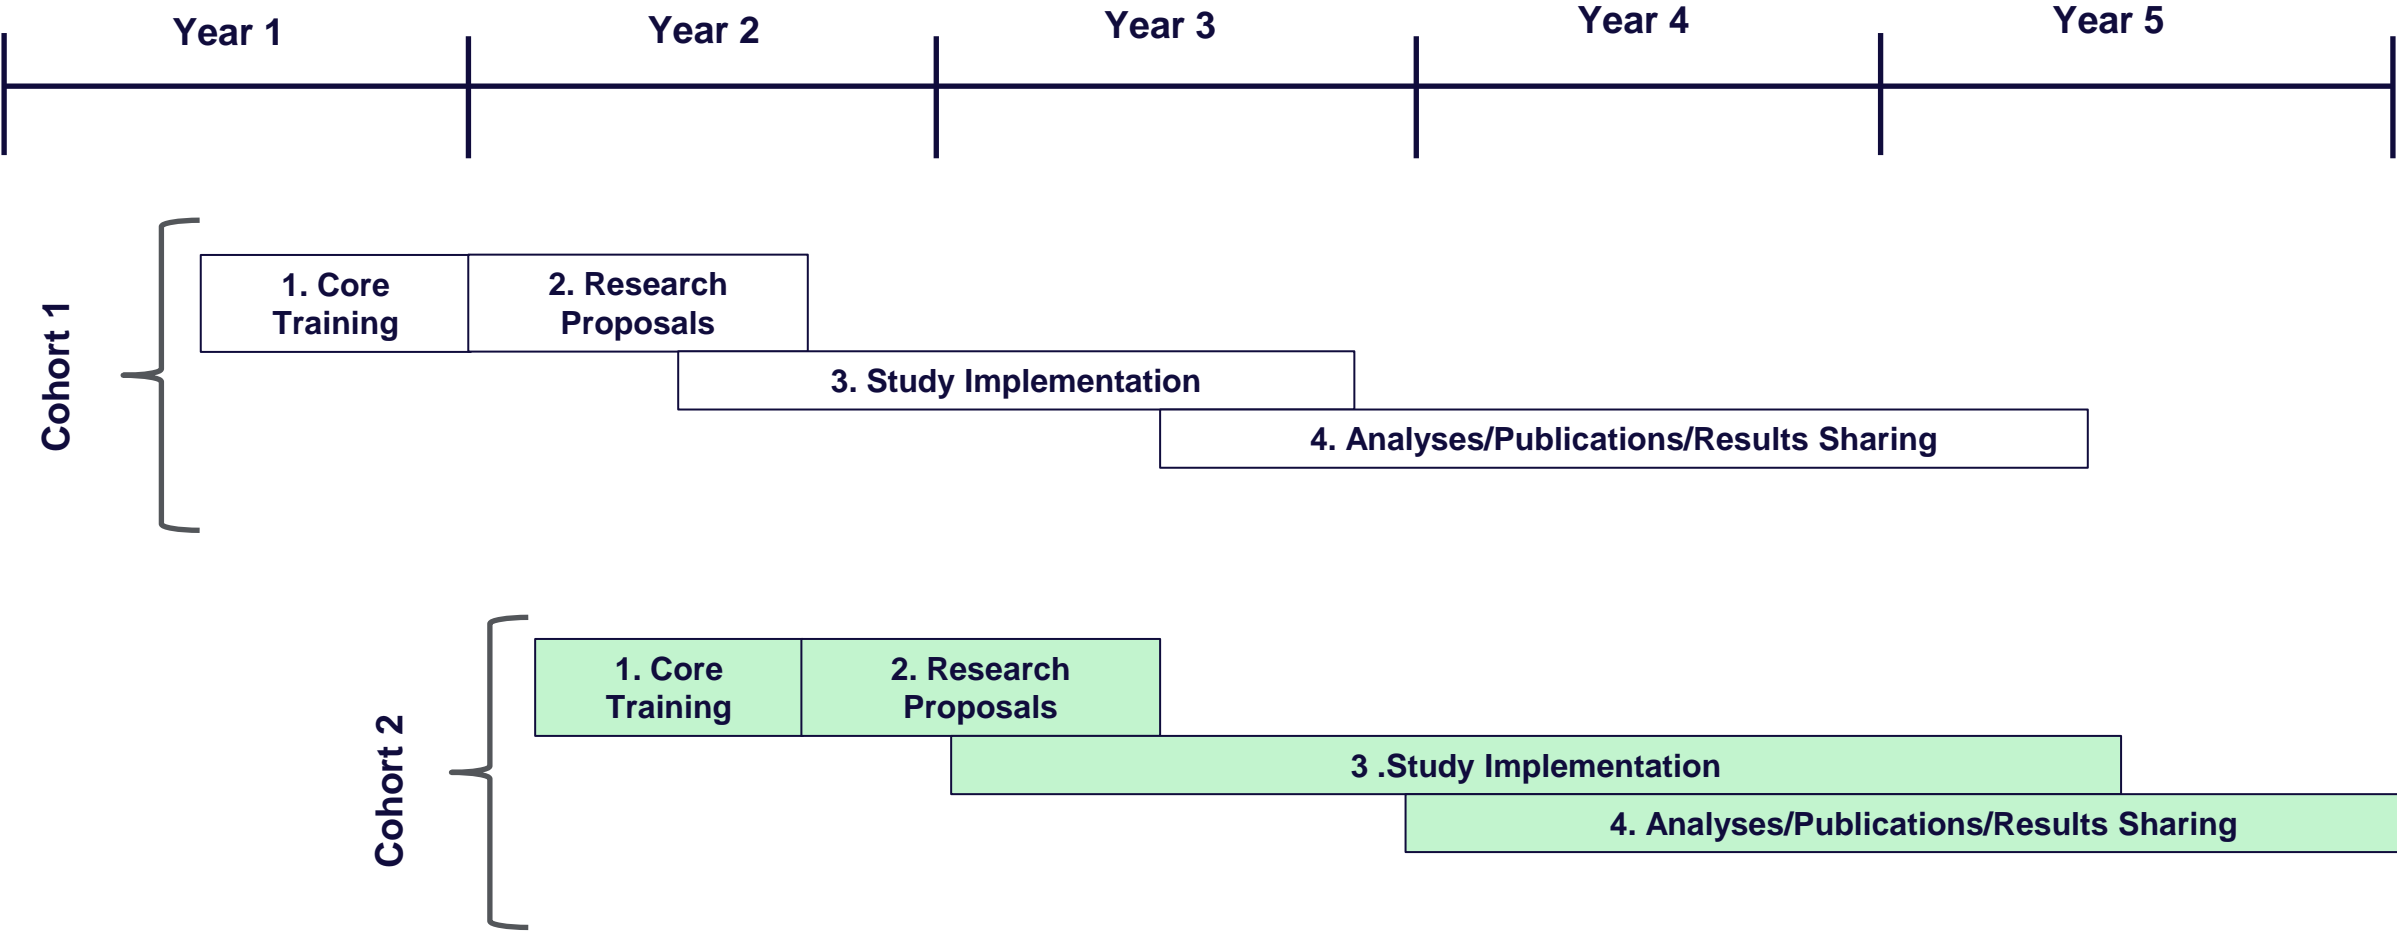 Year 1
Year 2
Year 3
Year 4
Year 5
Cohort 1
1. Core
Training
2. Research
Proposals
3. Study Implementation
4. Analyses/Publications/Results Sharing
Cohort 2
1. Core
Training
2. Research
Proposals
3 .Study Implementation
4. Analyses/Publications/Results Sharing